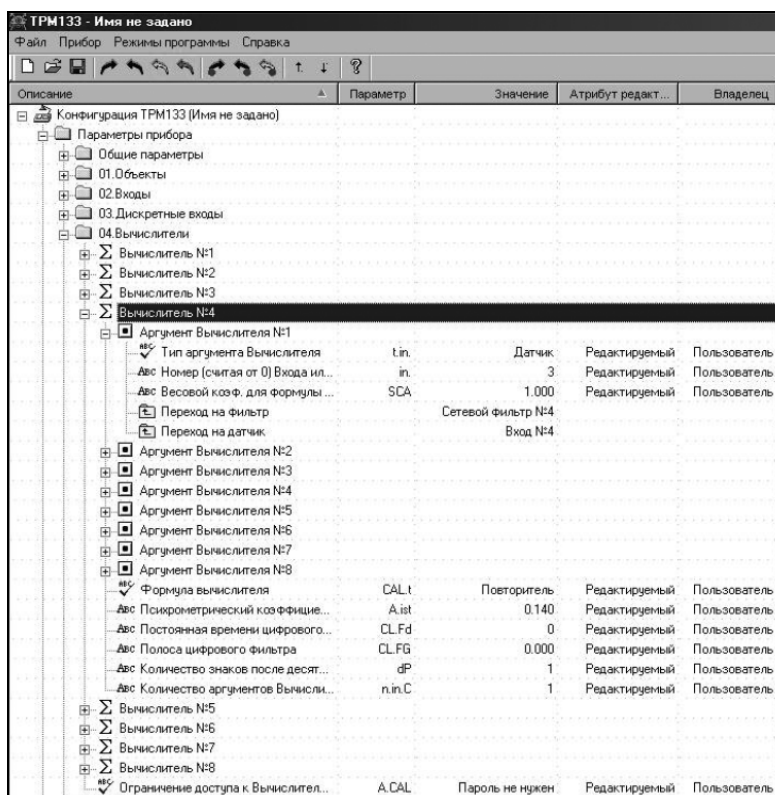 ТРМ133 - Имя не задано
Файл Прибор Режимы программы Справка
Описание Параметр Значение Атрибут редакт... Владелец
Конфигурация ТРМ133 (Имя не задано)
Параметры прибора
Общие параметры
01.Объекты
02.Входы
03.Дискретные входы
04.Вычислители
Вычислитель №1
Вычислитель №2
Вычислитель №3
Вычислитель №4
Аргумент Вычислителя №1
Тип аргумента Вычислителя t.in. Датчик Редактируемый Пользователь
Номер (считая от 0) Входа ил... in. 3 Редактируемый Пользователь
Весовой коэф. для формулы ... SCA 1.000 Редактируемый Пользователь
Переход на фильтр Сетевой фильтр №4
Переход на датчик Вход №4
Аргумент Вычислителя №2
Аргумент Вычислителя №3
Аргумент Вычислителя №4
Аргумент Вычислителя №5
Аргумент Вычислителя №6
Аргумент Вычислителя №7
Аргумент Вычислителя №8
Формула вычислителя CAL.t Повторитель Редактируемый Пользователь
Психрометрический коэффицие... A.ist 0.140 Редактируемый Пользователь
Постоянная времени цифрового... CL.Fd 0 Редактируемый Пользователь
Полоса цифрового фильтра CL.FG 0.000 Редактируемый Пользователь
Количество знаков после десят... dP 1 Редактируемый Пользователь
Количество аргументов Вычисли... n.in.C 1 Редактируемый Пользователь
Вычислитель №5
Вычислитель №6
Вычислитель №7
Вычислитель №8
Ограничение доступа к Вычислител... A.CAL Пароль не нужен Редактируемый Пользователь